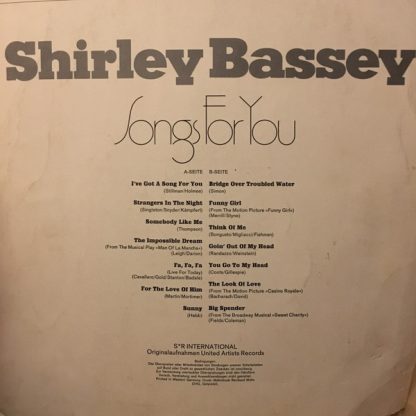 Shirley Bassey
Songs For You
A-SEITE
I've Got A Song For You
(Stillman-Holmes)
Strangers In The Night
(Singleton/Snyder/Kämpfert)
Somebody Like Me
(Thompson)
The Impossible Dream
(From The Musical Play »Man Of La Mancha«)
(Leigh/Darion)
Fa, Fa, Fa
(Live For Today)
For The Love Of Him
(Martin/Mortimer)
Sunny
(Hebb)
B-SEITE
Bridge Over Troubled Water
(Simon)
Funny Girl
(From The Motion Picture »Funny Girl«)
(Merrill/Styne)
Think Of Me
(Bongusto/Migliacci/Fishman)
Goin' Out Of My Head
(Randazzo/Weinstein)
You Go To My Head
(Coots/Gillespie)
The Look Of Love
(From The Motion Picture »Casino Royale«)
(Bacharach/David)
Big Spender
(From The Broadway Musical »Sweet Charity«)
(Fields/Coleman)
S*R INTERNATIONAL
Originalaufnahmen United Artists Records